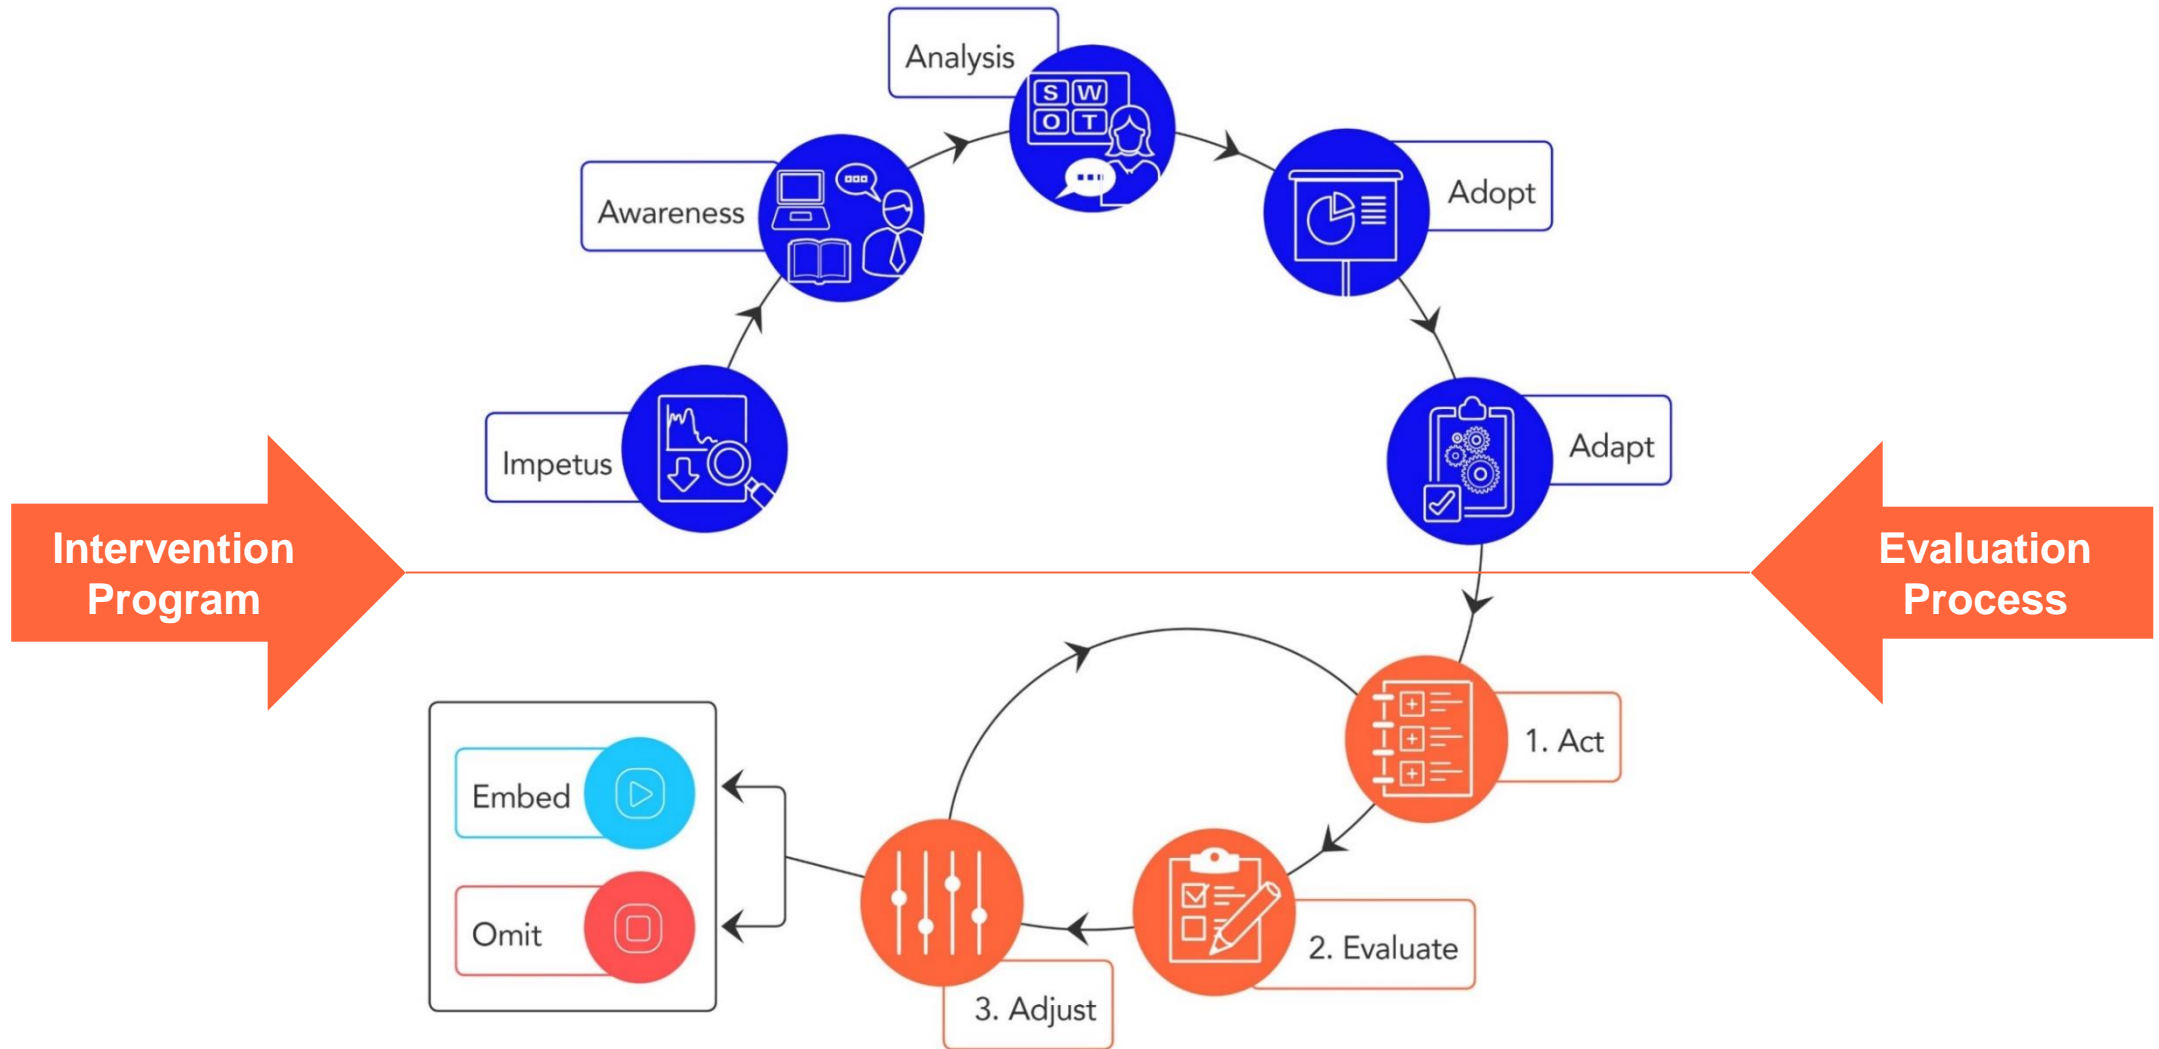 Analysis
S W
O T
Awareness
Adopt
Impetus
Adapt
Intervention
Program
Evaluation
Process
1. Act
Embed
2. Evaluate
Omit
3. Adjust